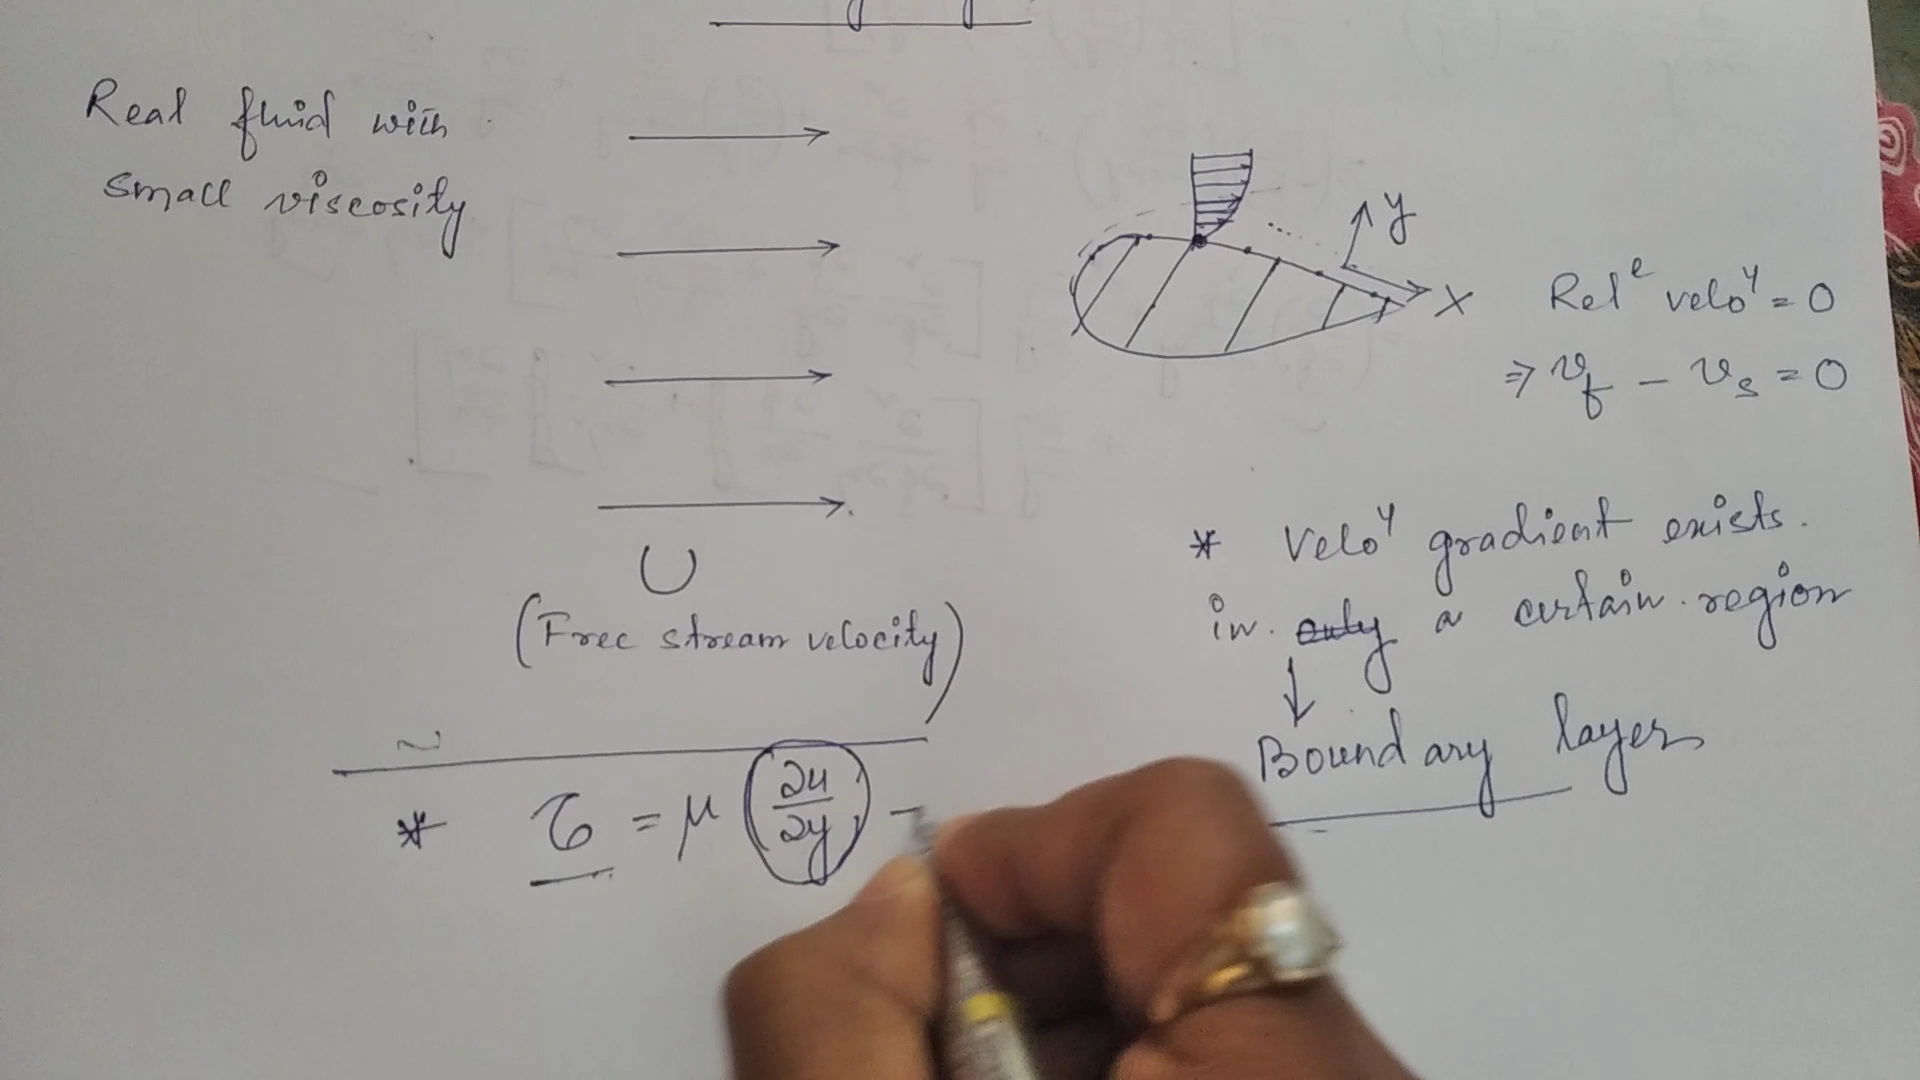 Real fluid with
small viscosity
y
x
Rel^e velo^y = 0
⇒ v_f - v_s = 0
U
(Free stream velocity)
* Velo^y gradient exists.
in. ~~only~~ a certain region
↓
Boundary layer
* τ = μ (∂u/∂y) -